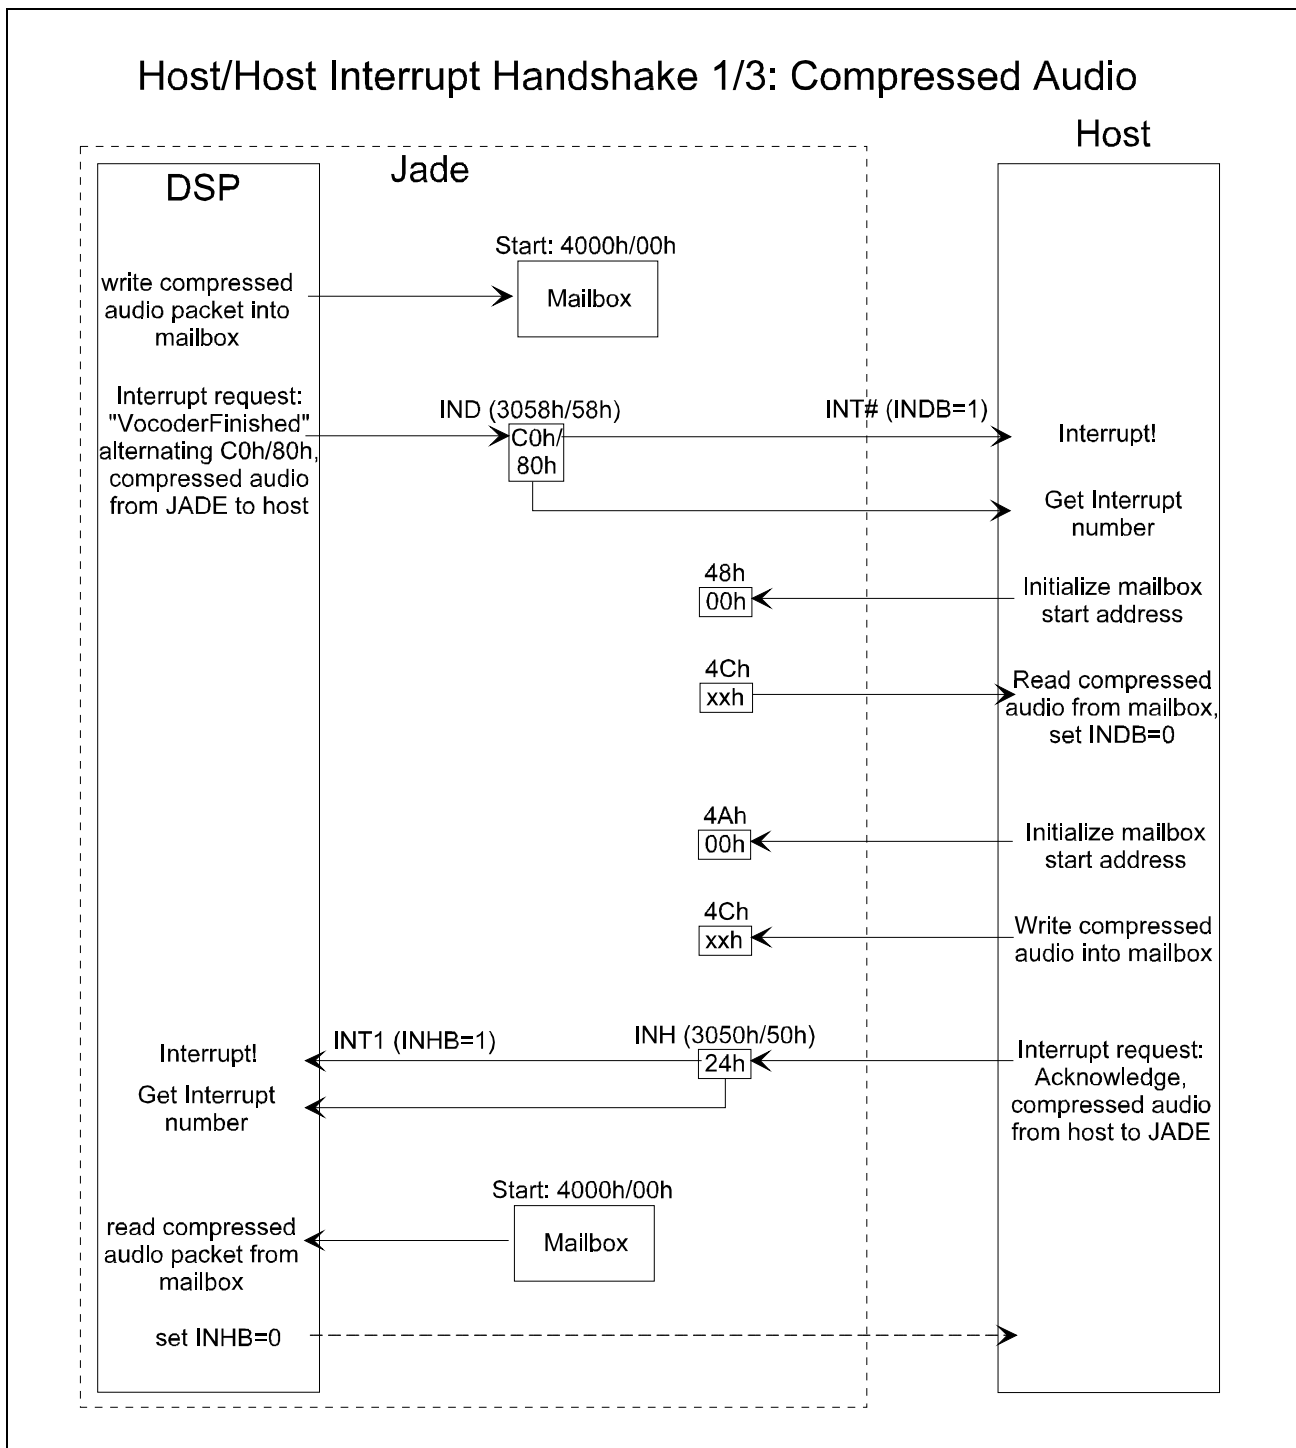 Host/Host Interrupt Handshake 1/3: Compressed Audio
Host
Jade
DSP
Start: 4000h/00h
write compressed
audio packet into
mailbox
Mailbox
Interrupt request:
"VocoderFinished"
alternating C0h/80h,
compressed audio
from JADE to host
IND (3058h/58h)
C0h/
80h
INT# (INDB=1)
Interrupt!
Get Interrupt
number
48h
00h
Initialize mailbox
start address
4Ch
xxh
Read compressed
audio from mailbox,
set INDB=0
4Ah
00h
Initialize mailbox
start address
4Ch
xxh
Write compressed
audio into mailbox
Interrupt!
INT1 (INHB=1)
INH (3050h/50h)
24h
Interrupt request:
Acknowledge,
compressed audio
from host to JADE
Get Interrupt
number
Start: 4000h/00h
read compressed
audio packet from
mailbox
Mailbox
set INHB=0